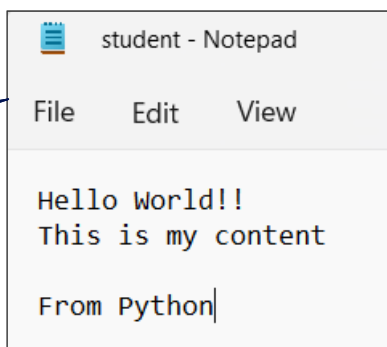 student - Notepad
File Edit View
Hello World!!
This is my content
From Python